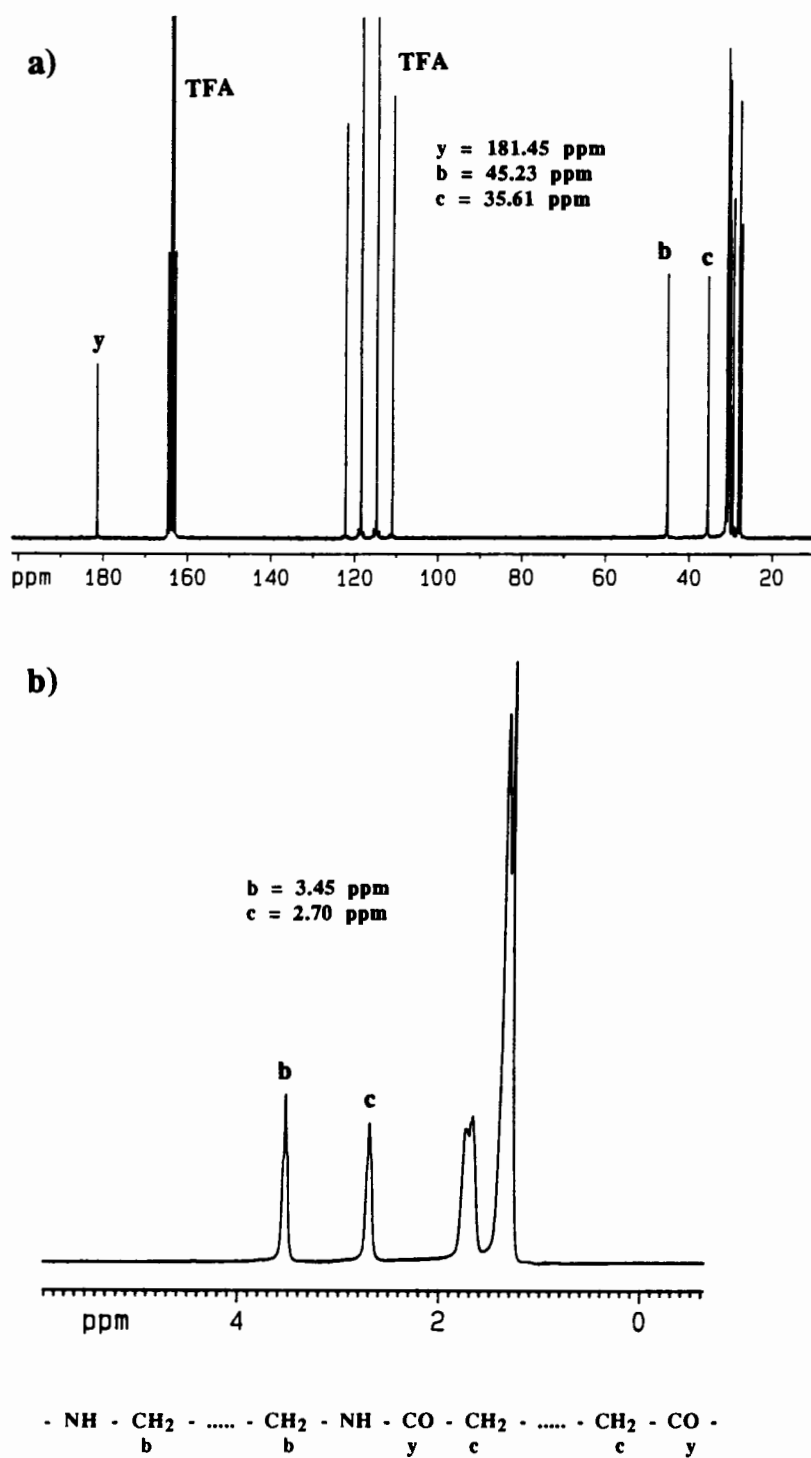 a)
TFA
TFA
y = 181.45 ppm
b = 45.23 ppm
c = 35.61 ppm
b
c
y
ppm 180 160 140 120 100 80 60 40 20
b)
b = 3.45 ppm
c = 2.70 ppm
b
c
ppm 4 2 0
- NH - CH2 - ..... - CH2 - NH - CO - CH2 - ..... - CH2 - CO -
b b y c c y